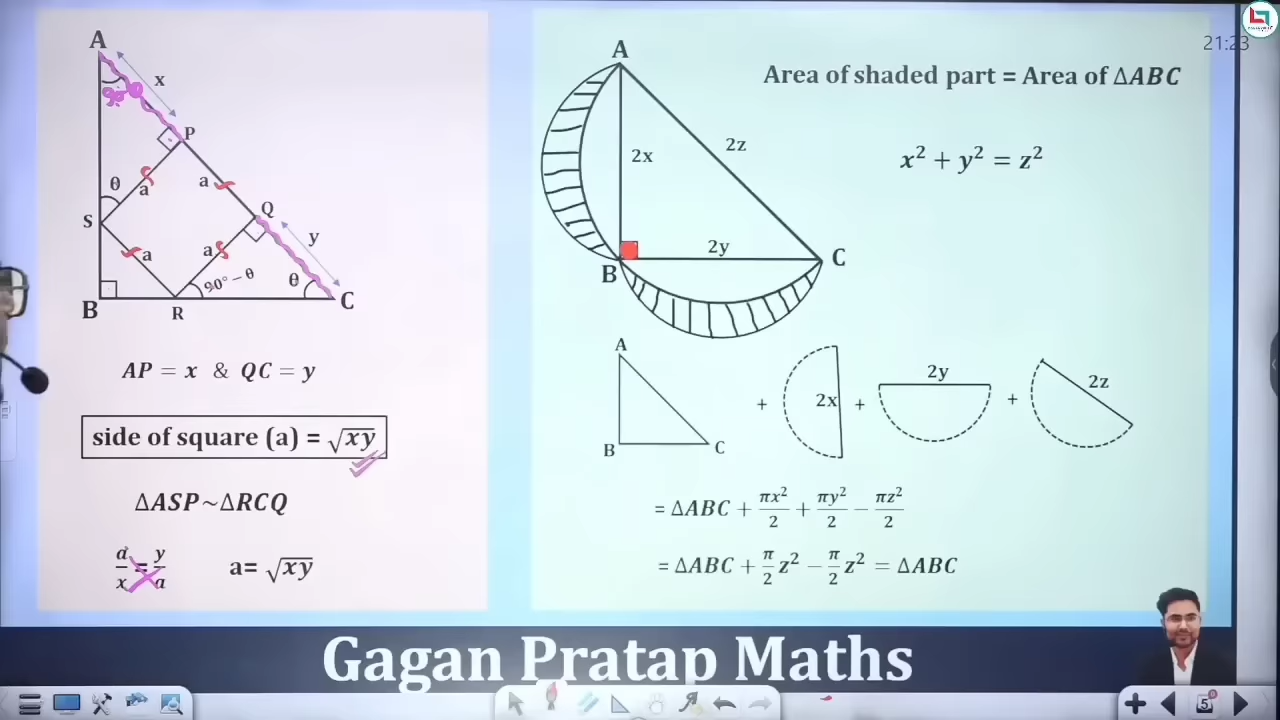 A
x
90
θ
P
θ
a
a
S
Q
a
a
y
90° − θ
θ
B
R
C
AP = x & QC = y
side of square (a) = √xy
ΔASP~ΔRCQ
a/x = y/a a= √xy
21:23
Area of shaded part = Area of ΔABC
x² + y² = z²
A
2x
2z
2y
B
C
A
B
C
+ 2x + 2y + 2z
= ΔABC + πx²/2 + πy²/2 − πz²/2
= ΔABC + π/2 z² − π/2 z² = ΔABC
Gagan Pratap Maths
5